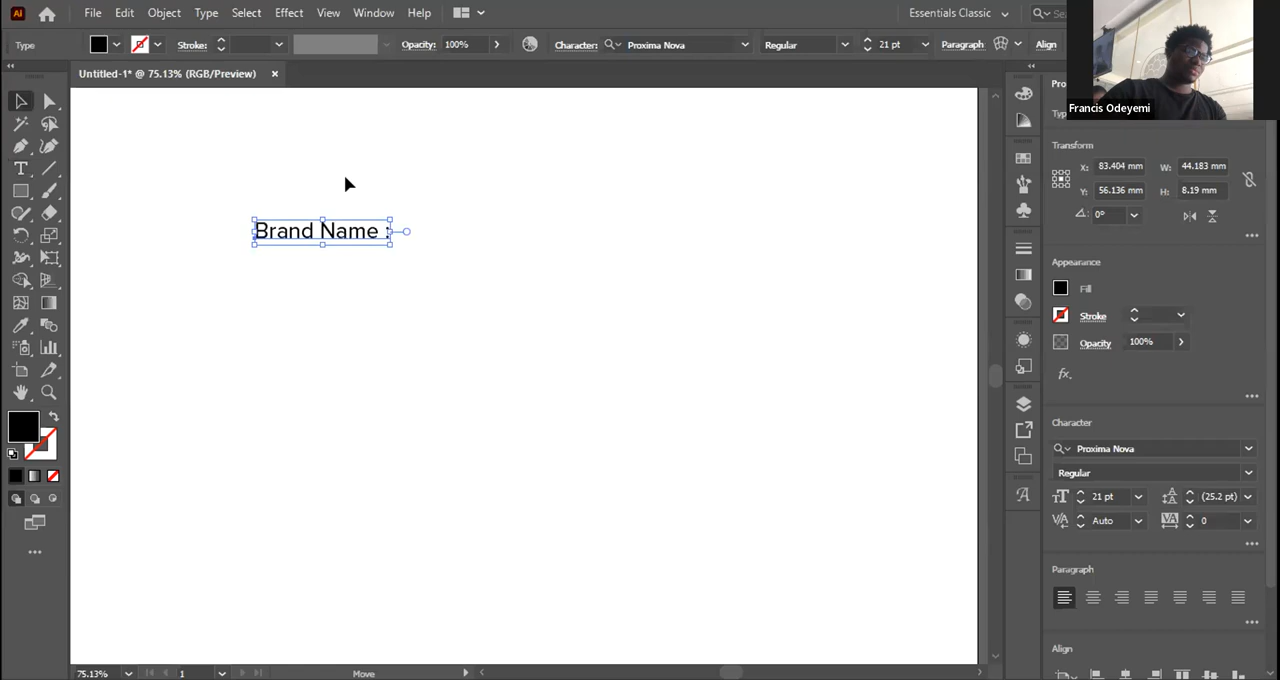 Ai File Edit Object Type Select Effect View Window Help Essentials Classic
Type Stroke: Opacity: 100% Character: Proxima Nova Regular 21 pt Paragraph Align
Untitled-1* @ 75.13% (RGB/Preview) ×
Francis Odeyemi
Transform
X: 83.404 mm W: 44.183 mm
Y: 56.136 mm H: 8.19 mm
0°
Brand Name :
Appearance
Fill
Stroke
Opacity 100%
fx.
Character
Proxima Nova
Regular
21 pt (25.2 pt)
Auto 0
Paragraph
Align
75.13% 1 Move